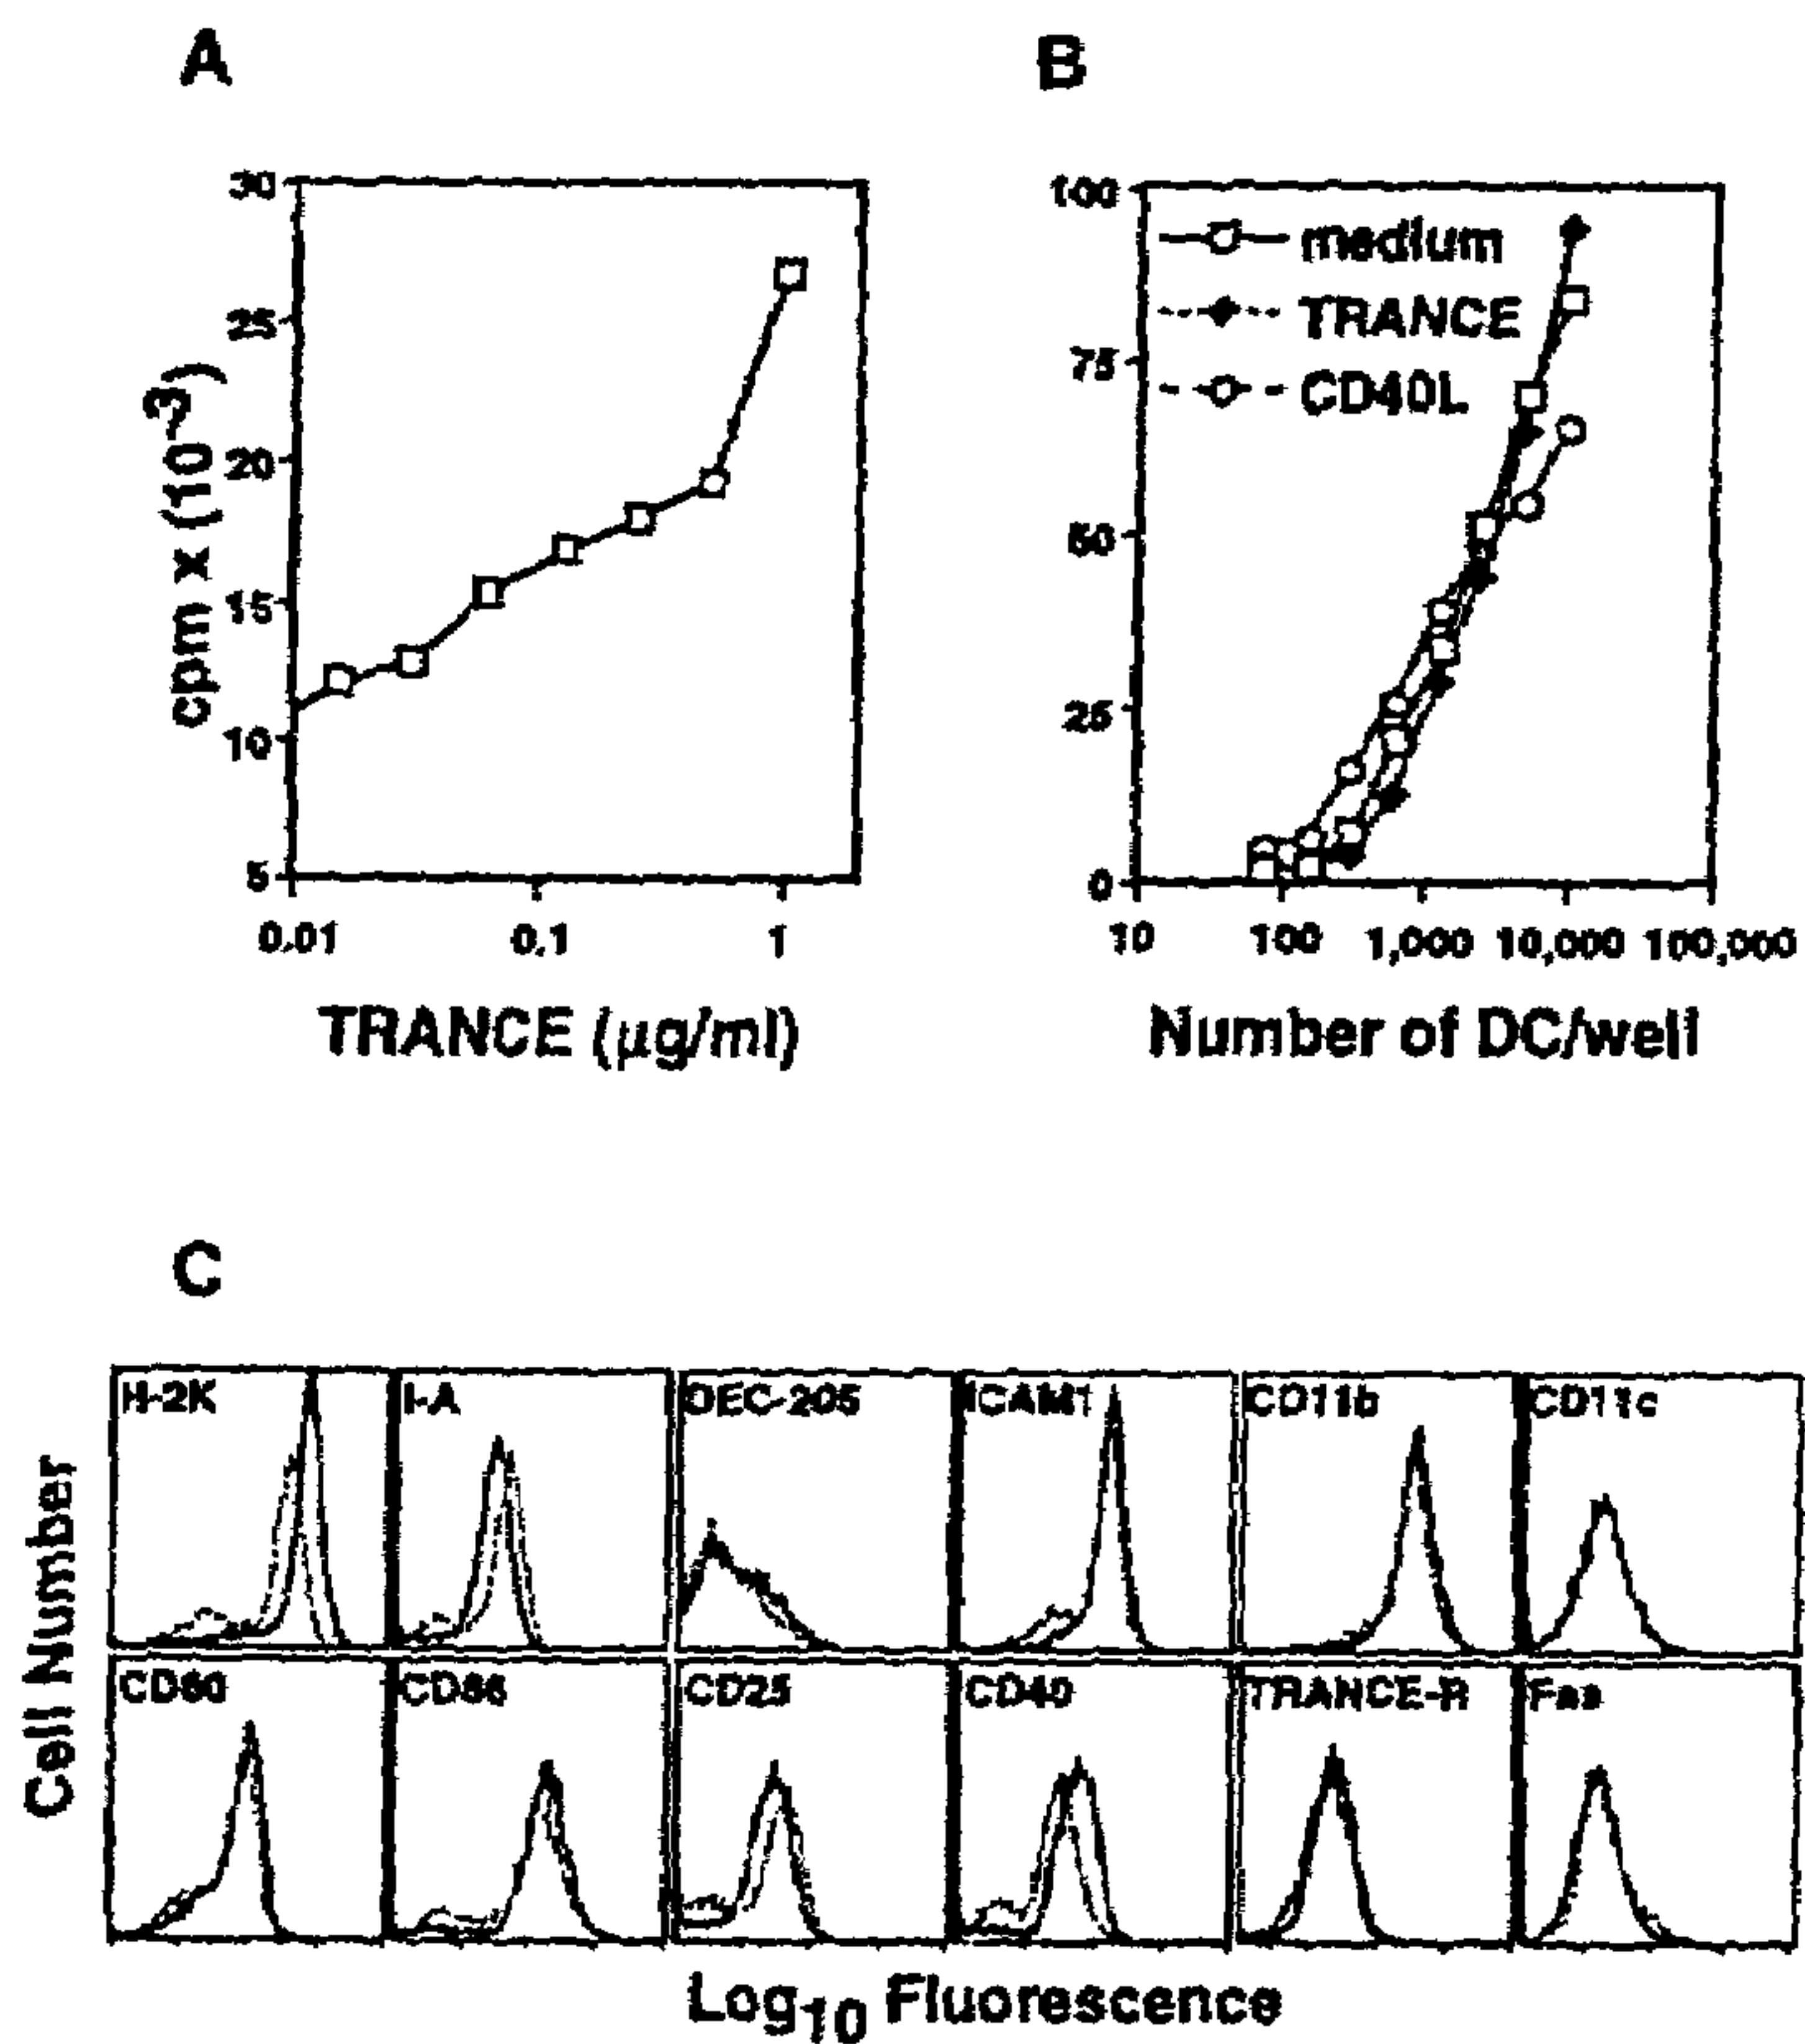 A
B
30
25
20
15
10
5
cpm x (10⁻³)
0.01 0.1 1
TRANCE (µg/ml)
100
75
50
25
0
medium
TRANCE
CD40L
10 100 1,000 10,000 100,000
Number of DC/well
C
H-2K I-A DEC-205 ICAM1 CD11b CD11c
CD80 CD86 CD25 CD40 TRANCE-R Fas
Cell Number
Log₁₀ Fluorescence